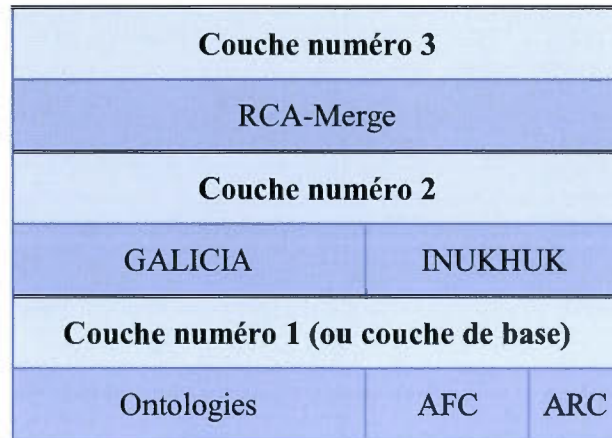 Couche numéro 3
RCA-Merge
Couche numéro 2
GALICIA INUKHUK
Couche numéro 1 (ou couche de base)
Ontologies AFC ARC